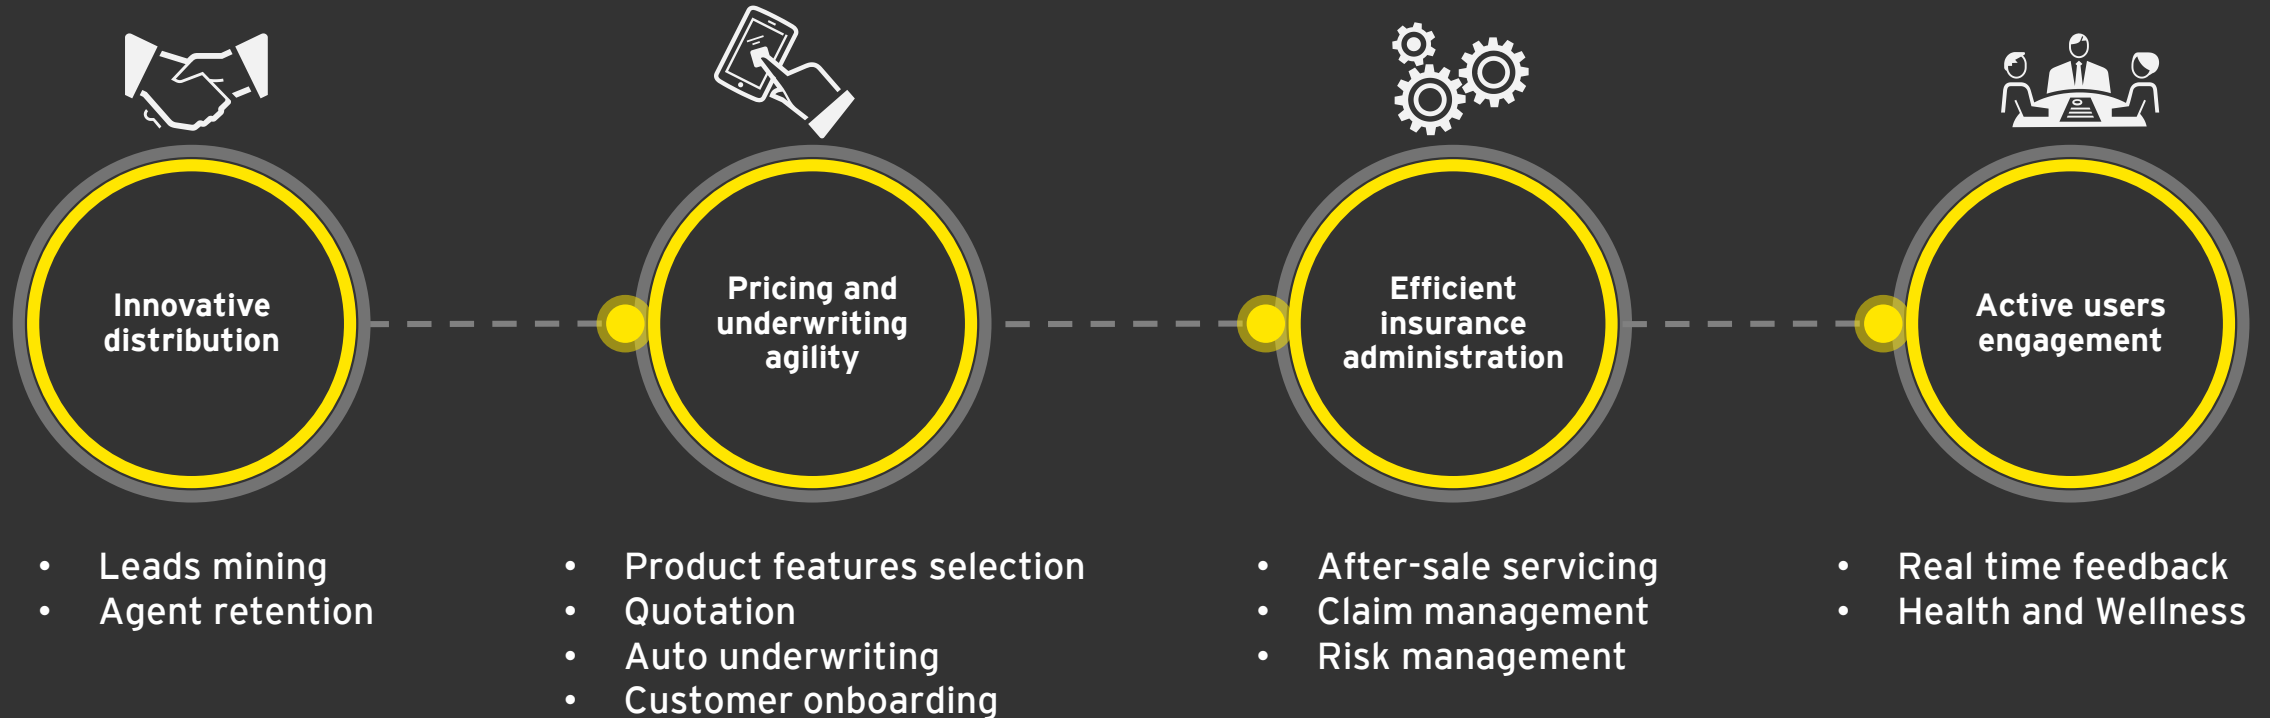 Innovative
distribution
Pricing and
underwriting
agility
Efficient
insurance
administration
Active users
engagement
• Leads mining
• Agent retention
• Product features selection
• Quotation
• Auto underwriting
• Customer onboarding
• After-sale servicing
• Claim management
• Risk management
• Real time feedback
• Health and Wellness